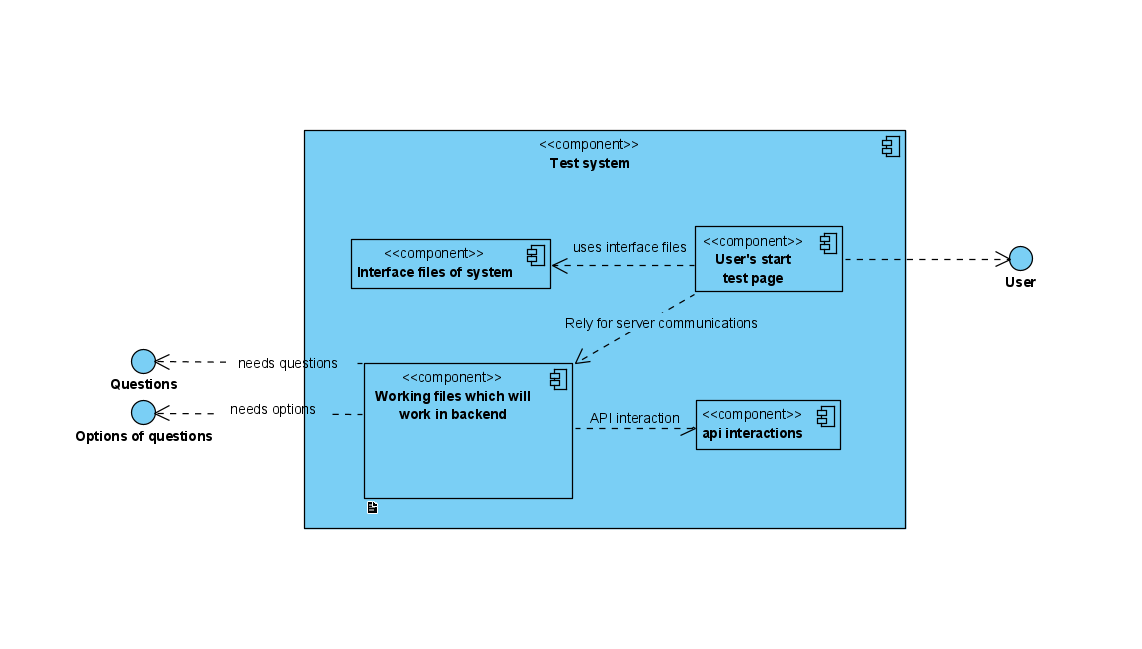 <<component>>
Test system
<<component>>
Interface files of system
uses interface files
<<component>>
User's start
test page
User
Rely for server communications
needs questions
Questions
needs options
Options of questions
<<component>>
Working files which will
work in backend
API interaction
<<component>>
api interactions